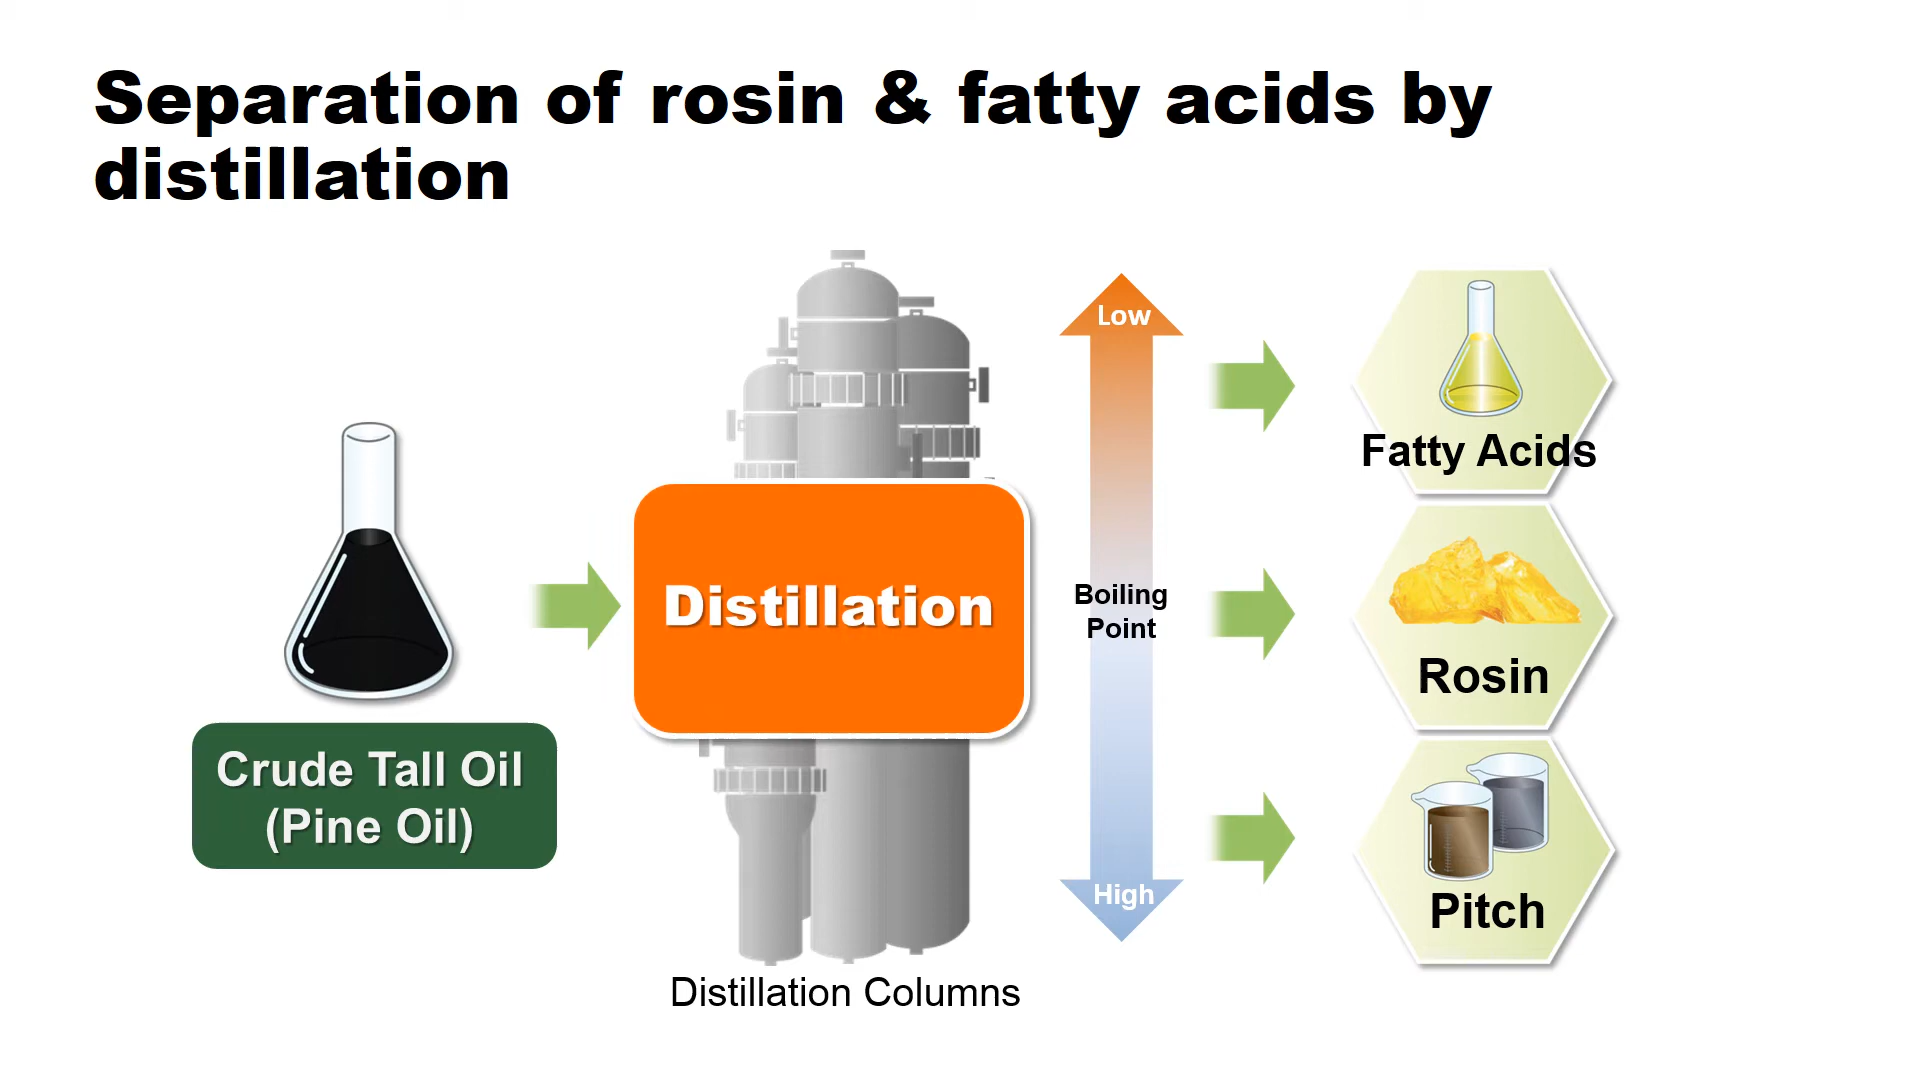 Separation of rosin & fatty acids by
distillation
Crude Tall Oil
(Pine Oil)
Distillation
Distillation Columns
Low
Boiling
Point
High
Fatty Acids
Rosin
Pitch